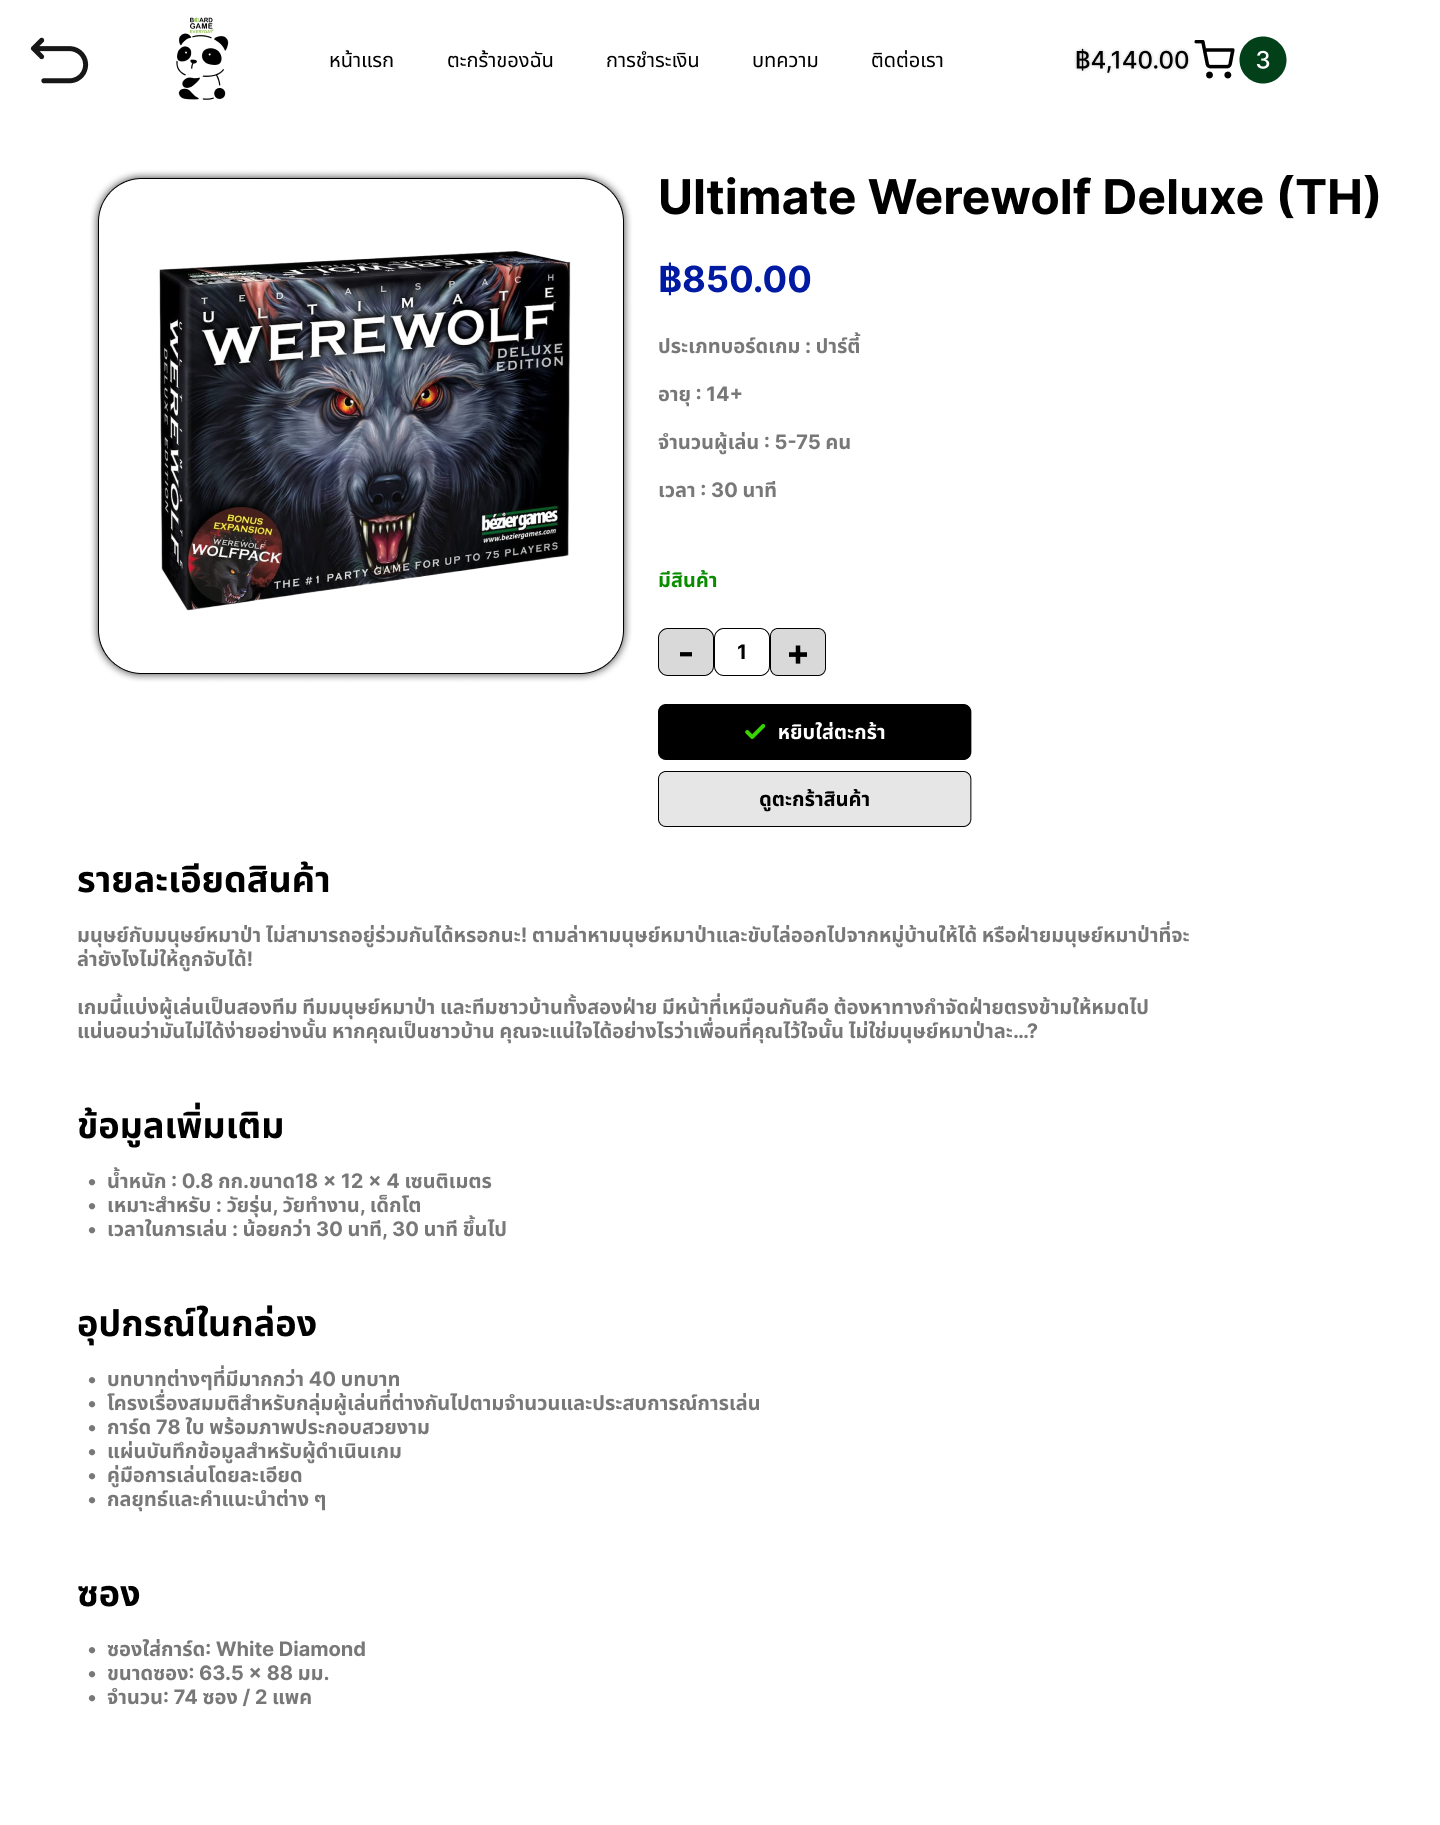 BOARD
GAME
EVERYDAY
หน้าแรก ตะกร้าของฉัน การชำระเงิน บทความ ติดต่อเรา ฿4,140.00 3
Ultimate Werewolf Deluxe (TH)
฿850.00
ประเภทบอร์ดเกม : ปาร์ตี้
อายุ : 14+
จำนวนผู้เล่น : 5-75 คน
เวลา : 30 นาที
มีสินค้า
- 1 +
หยิบใส่ตะกร้า
ดูตะกร้าสินค้า
TED ALSPACH
ULTIMATE
WEREWOLF
DELUXE
EDITION
WEREWOLF
DELUXE EDITION
BONUS
EXPANSION
WEREWOLF
WOLFPACK
bézier games
www.beziergames.com
THE #1 PARTY GAME FOR UP TO 75 PLAYERS
รายละเอียดสินค้า
มนุษย์กับมนุษย์หมาป่า ไม่สามารถอยู่ร่วมกันได้หรอกนะ! ตามล่าหามนุษย์หมาป่าและขับไล่ออกไปจากหมู่บ้านให้ได้ หรือฝ่ายมนุษย์หมาป่าที่จะ
ล่ายังไงไม่ให้ถูกจับได้!
เกมนี้แบ่งผู้เล่นเป็นสองทีม ทีมมนุษย์หมาป่า และทีมชาวบ้านทั้งสองฝ่าย มีหน้าที่เหมือนกันคือ ต้องหาทางกำจัดฝ่ายตรงข้ามให้หมดไป
แน่นอนว่ามันไม่ได้ง่ายอย่างนั้น หากคุณเป็นชาวบ้าน คุณจะแน่ใจได้อย่างไรว่าเพื่อนที่คุณไว้ใจนั้น ไม่ใช่มนุษย์หมาป่าละ…?
ข้อมูลเพิ่มเติม
• น้ำหนัก : 0.8 กก.ขนาด18 × 12 × 4 เซนติเมตร
• เหมาะสำหรับ : วัยรุ่น, วัยทำงาน, เด็กโต
• เวลาในการเล่น : น้อยกว่า 30 นาที, 30 นาที ขึ้นไป
อุปกรณ์ในกล่อง
• บทบาทต่างๆที่มีมากกว่า 40 บทบาท
• โครงเรื่องสมมติสำหรับกลุ่มผู้เล่นที่ต่างกันไปตามจำนวนและประสบการณ์การเล่น
• การ์ด 78 ใบ พร้อมภาพประกอบสวยงาม
• แผ่นบันทึกข้อมูลสำหรับผู้ดำเนินเกม
• คู่มือการเล่นโดยละเอียด
• กลยุทธ์และคำแนะนำต่าง ๆ
ซอง
• ซองใส่การ์ด: White Diamond
• ขนาดซอง: 63.5 × 88 มม.
• จำนวน: 74 ซอง / 2 แพค